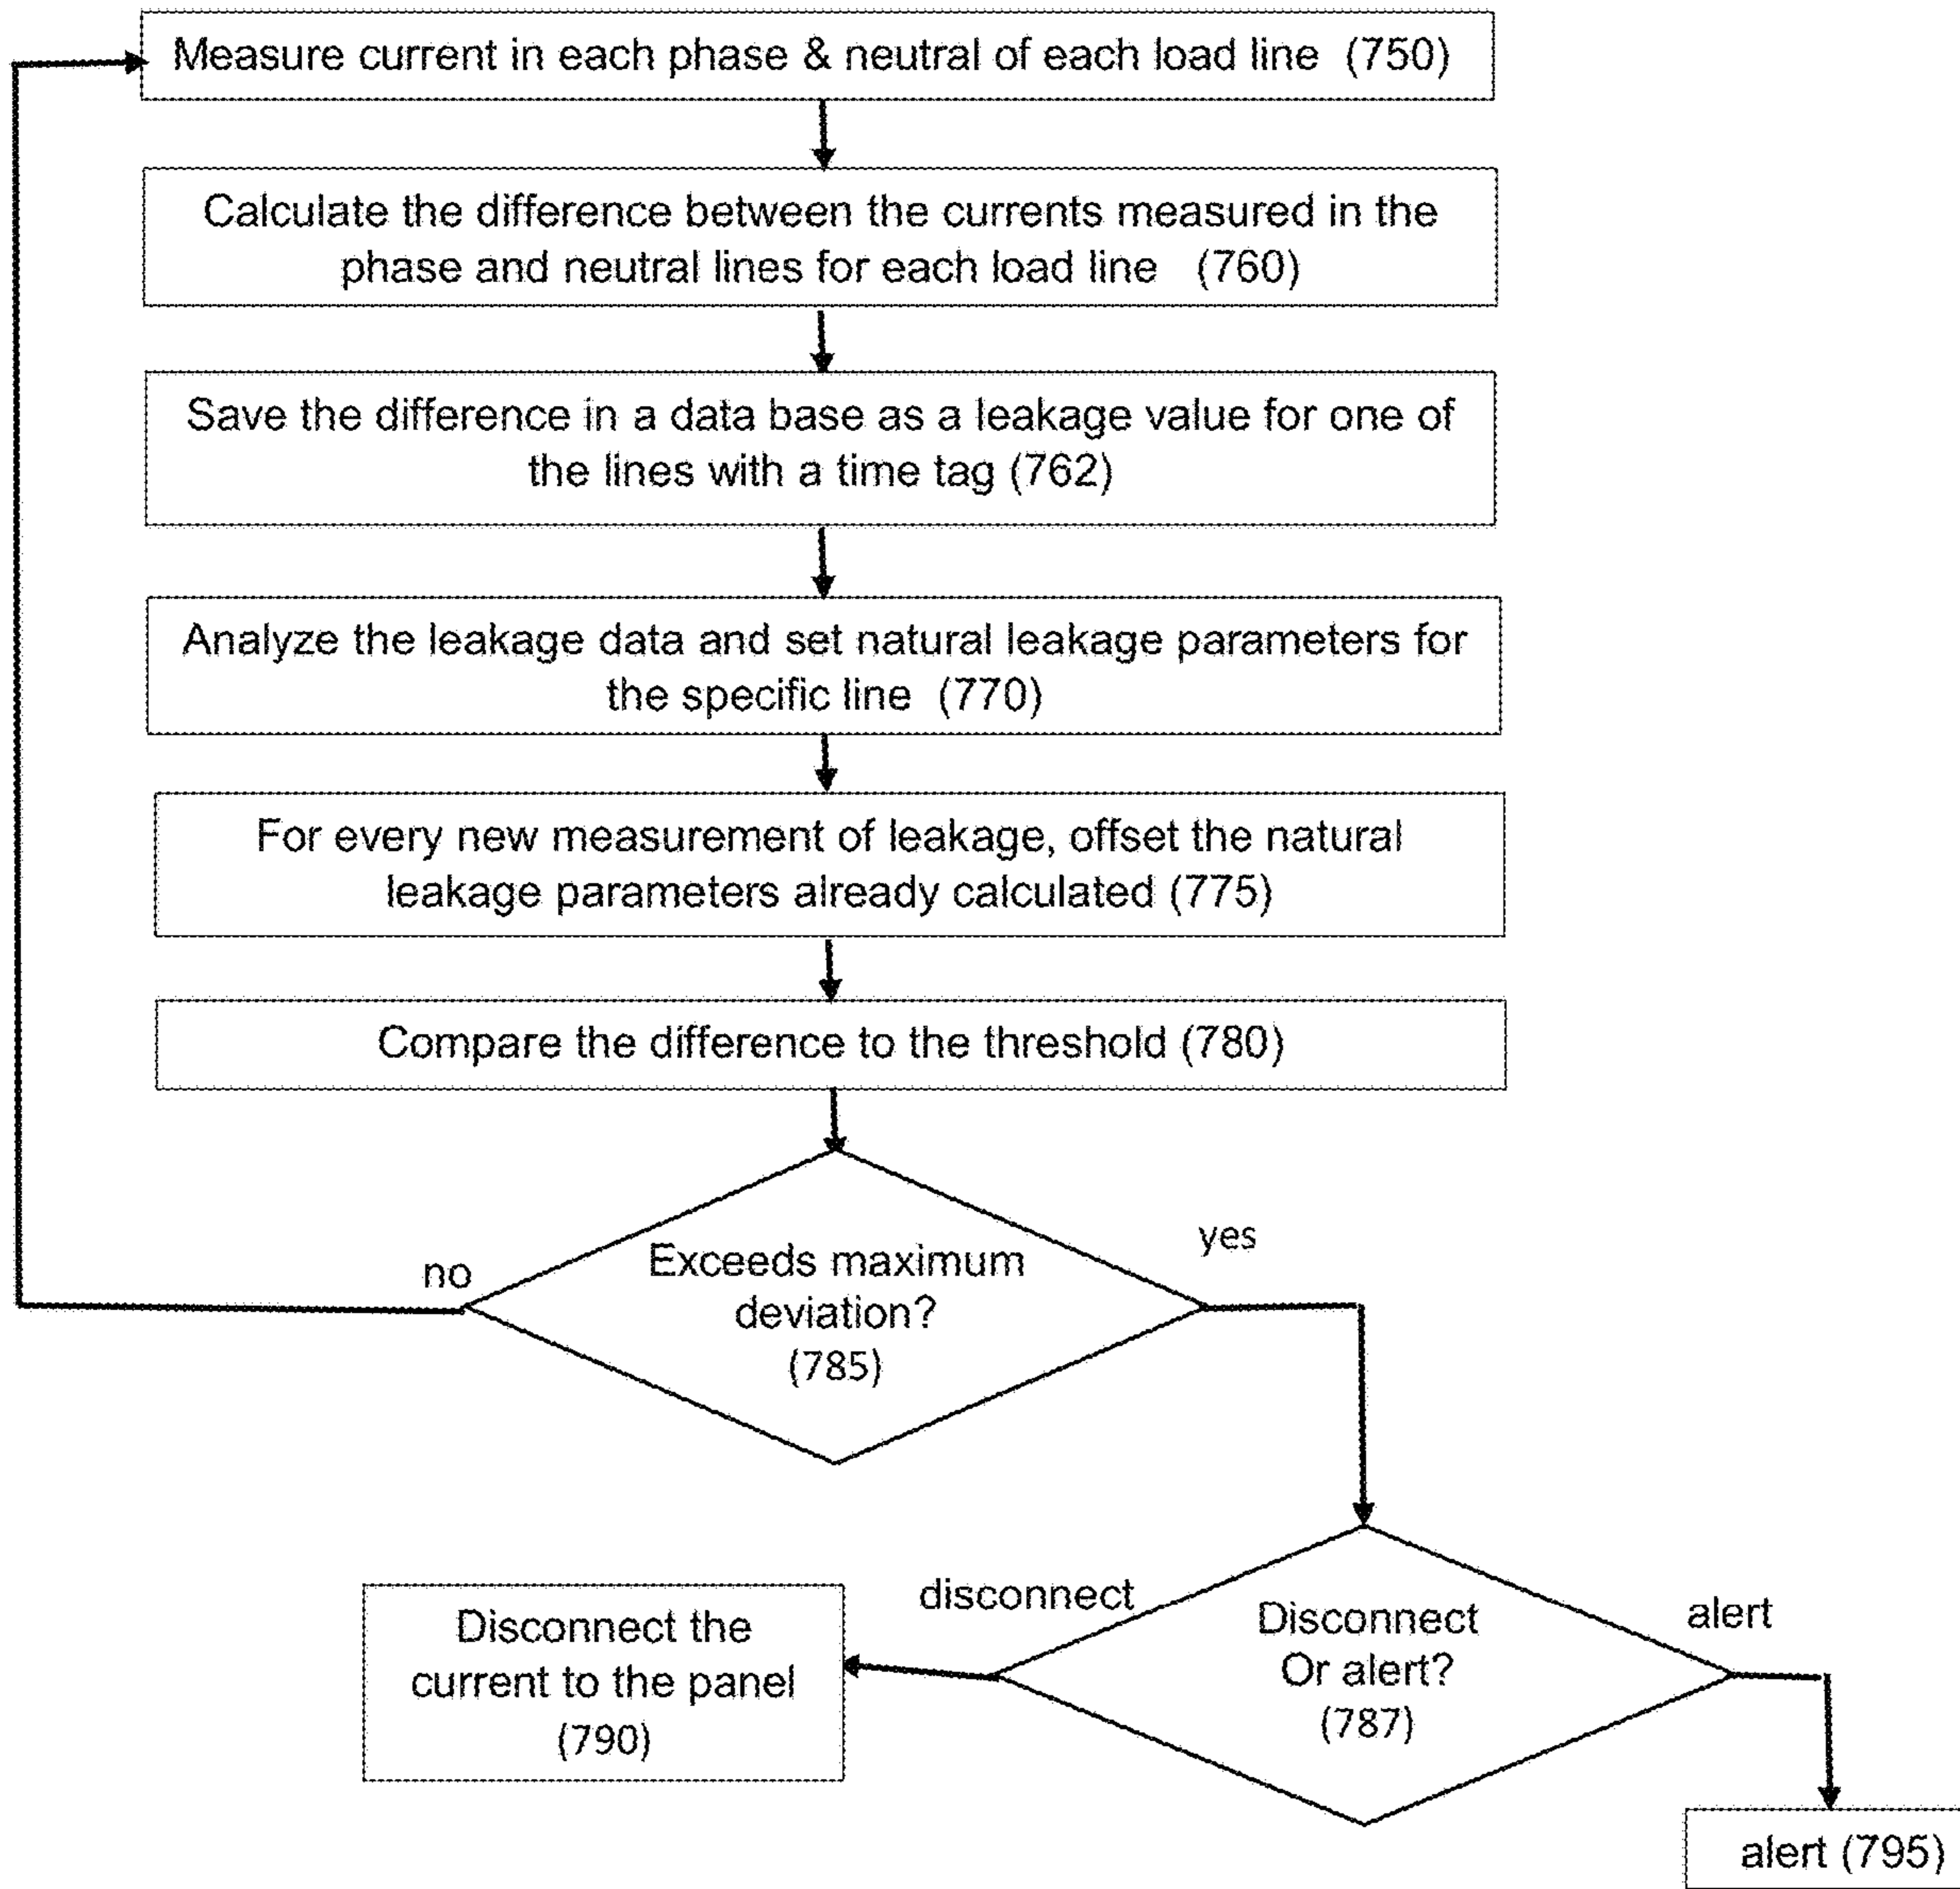 Measure current in each phase & neutral of each load line (750)
Calculate the difference between the currents measured in the
phase and neutral lines for each load line (760)
Save the difference in a data base as a leakage value for one of
the lines with a time tag (762)
Analyze the leakage data and set natural leakage parameters for
the specific line (770)
For every new measurement of leakage, offset the natural
leakage parameters already calculated (775)
Compare the difference to the threshold (780)
yes
no
Exceeds maximum
deviation?
(785)
disconnect
alert
Disconnect
Or alert?
(787)
Disconnect the
current to the panel
(790)
alert (795)